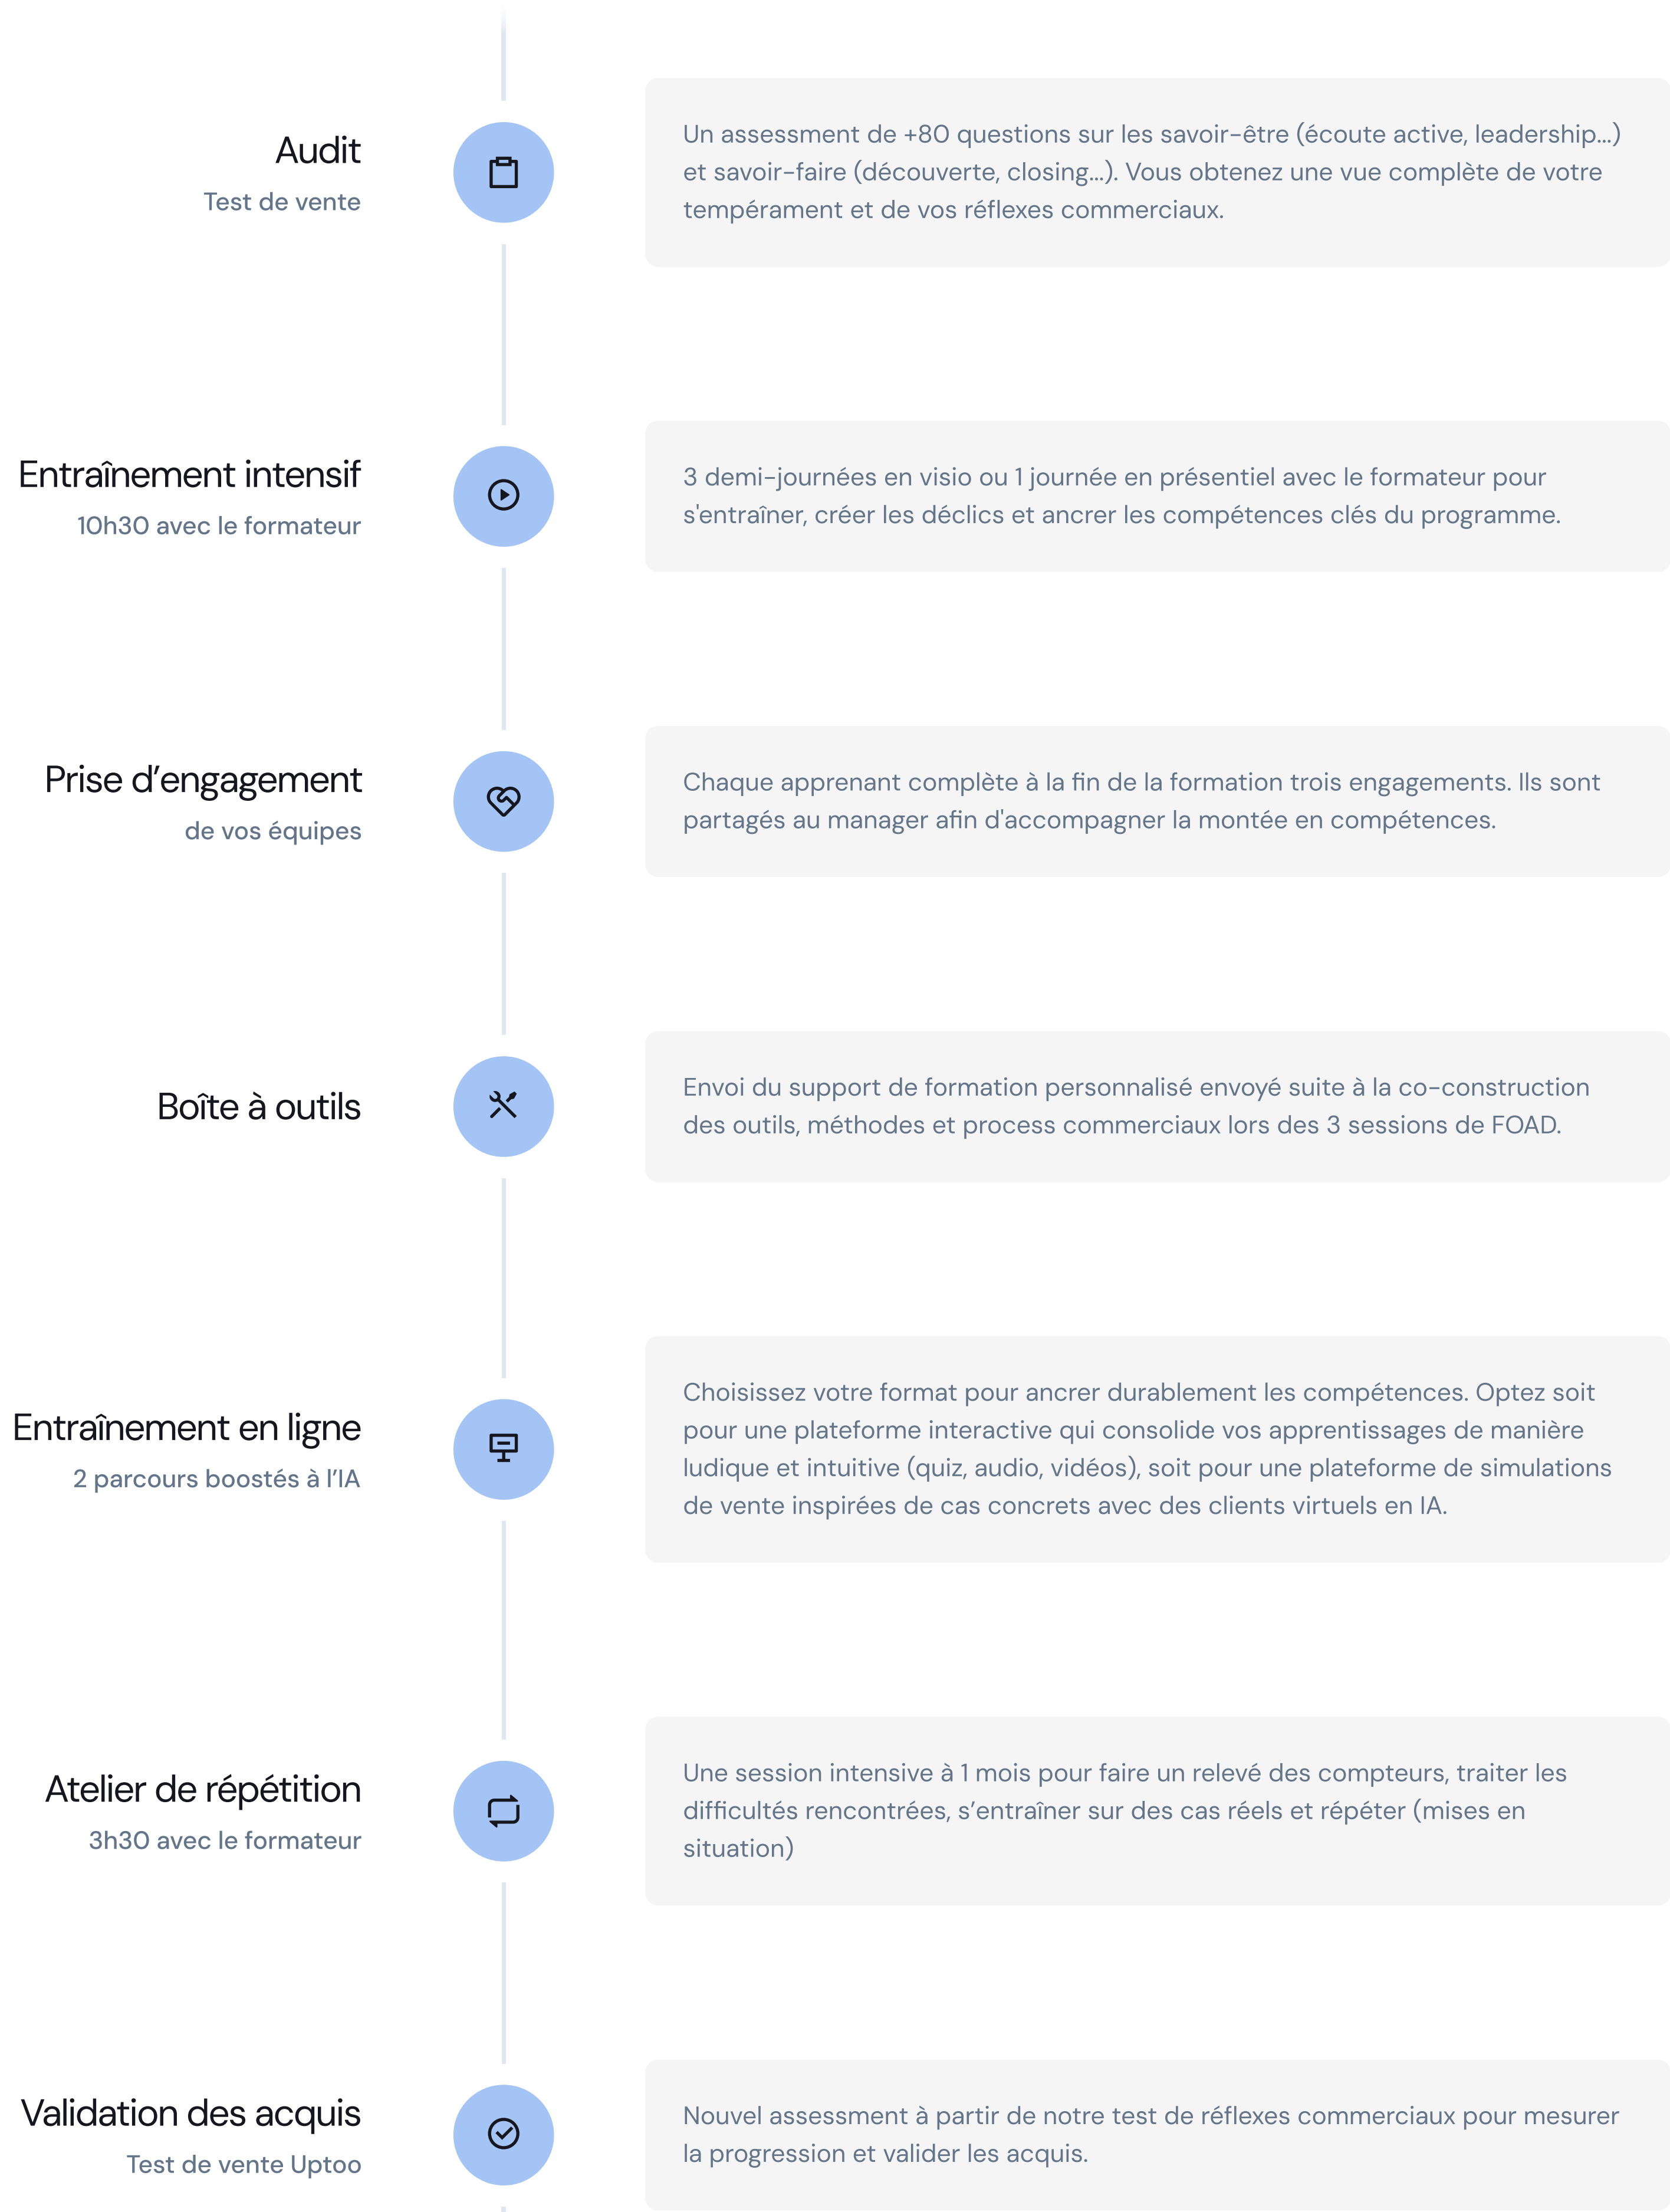 Audit
Test de vente
Un assessment de +80 questions sur les savoir-être (écoute active, leadership...)
et savoir-faire (découverte, closing...). Vous obtenez une vue complète de votre
tempérament et de vos réflexes commerciaux.
Entraînement intensif
10h30 avec le formateur
3 demi-journées en visio ou 1 journée en présentiel avec le formateur pour
s'entraîner, créer les déclics et ancrer les compétences clés du programme.
Prise d’engagement
de vos équipes
Chaque apprenant complète à la fin de la formation trois engagements. Ils sont
partagés au manager afin d'accompagner la montée en compétences.
Boîte à outils
Envoi du support de formation personnalisé envoyé suite à la co-construction
des outils, méthodes et process commerciaux lors des 3 sessions de FOAD.
Entraînement en ligne
2 parcours boostés à l’IA
Choisissez votre format pour ancrer durablement les compétences. Optez soit
pour une plateforme interactive qui consolide vos apprentissages de manière
ludique et intuitive (quiz, audio, vidéos), soit pour une plateforme de simulations
de vente inspirées de cas concrets avec des clients virtuels en IA.
Atelier de répétition
3h30 avec le formateur
Une session intensive à 1 mois pour faire un relevé des compteurs, traiter les
difficultés rencontrées, s’entraîner sur des cas réels et répéter (mises en
situation)
Validation des acquis
Test de vente Uptoo
Nouvel assessment à partir de notre test de réflexes commerciaux pour mesurer
la progression et valider les acquis.